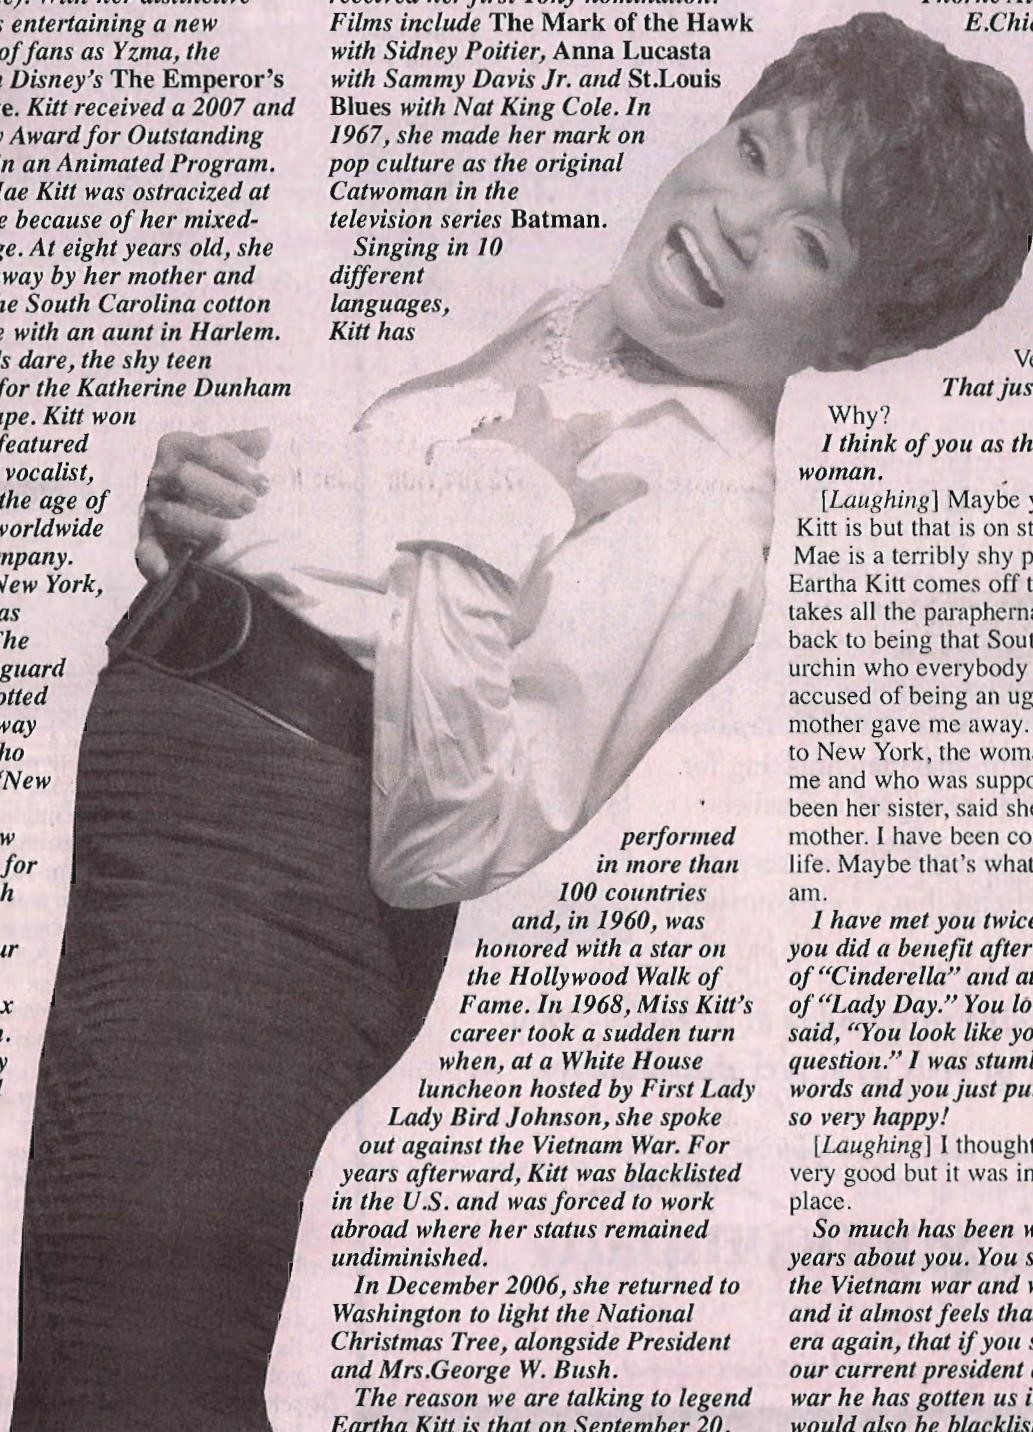 s entertaining a new
of fans as Yzma, the
Disney's The Emperor's
e. Kitt received a 2007 and
Award for Outstanding
in an Animated Program.
Mae Kitt was ostracized at
e because of her mixed-
ge. At eight years old, she
way by her mother and
he South Carolina cotton
e with an aunt in Harlem.
's dare, the shy teen
for the Katherine Dunham
upe. Kitt won
featured
vocalist,
the age of
worldwide
mpany.
New York,
as
The
guard
otted
way
ho
"New
w
for
h
ur
x
n.
y
d
received her first Tony nomination.
Films include The Mark of the Hawk
with Sidney Poitier, Anna Lucasta
with Sammy Davis Jr. and St.Louis
Blues with Nat King Cole. In
1967, she made her mark on
pop culture as the original
Catwoman in the
television series Batman.
Singing in 10
different
languages,
Kitt has
performed
in more than
100 countries
and, in 1960, was
honored with a star on
the Hollywood Walk of
Fame. In 1968, Miss Kitt's
career took a sudden turn
when, at a White House
luncheon hosted by First Lady
Lady Bird Johnson, she spoke
out against the Vietnam War. For
years afterward, Kitt was blacklisted
in the U.S. and was forced to work
abroad where her status remained
undiminished.
In December 2006, she returned to
Washington to light the National
Christmas Tree, alongside President
and Mrs.George W. Bush.
The reason we are talking to legend
Eartha Kitt is that on September 20,
E.Chic
Ve
That jus
Why?
I think of you as th
woman.
[Laughing] Maybe y
Kitt is but that is on st
Mae is a terribly shy p
Eartha Kitt comes off t
takes all the paraphern
back to being that Sout
urchin who everybody
accused of being an ug
mother gave me away.
to New York, the wom
me and who was suppo
been her sister, said she
mother. I have been co
life. Maybe that's what
am.
I have met you twice
you did a benefit after
of "Cinderella" and at
of "Lady Day." You lo
said, "You look like yo
question." I was stumb
words and you just pu
so very happy!
[Laughing] I thought
very good but it was in
place.
So much has been w
years about you. You s
the Vietnam war and w
and it almost feels tha
era again, that if you s
our current president
war he has gotten us i
would also be blacklis